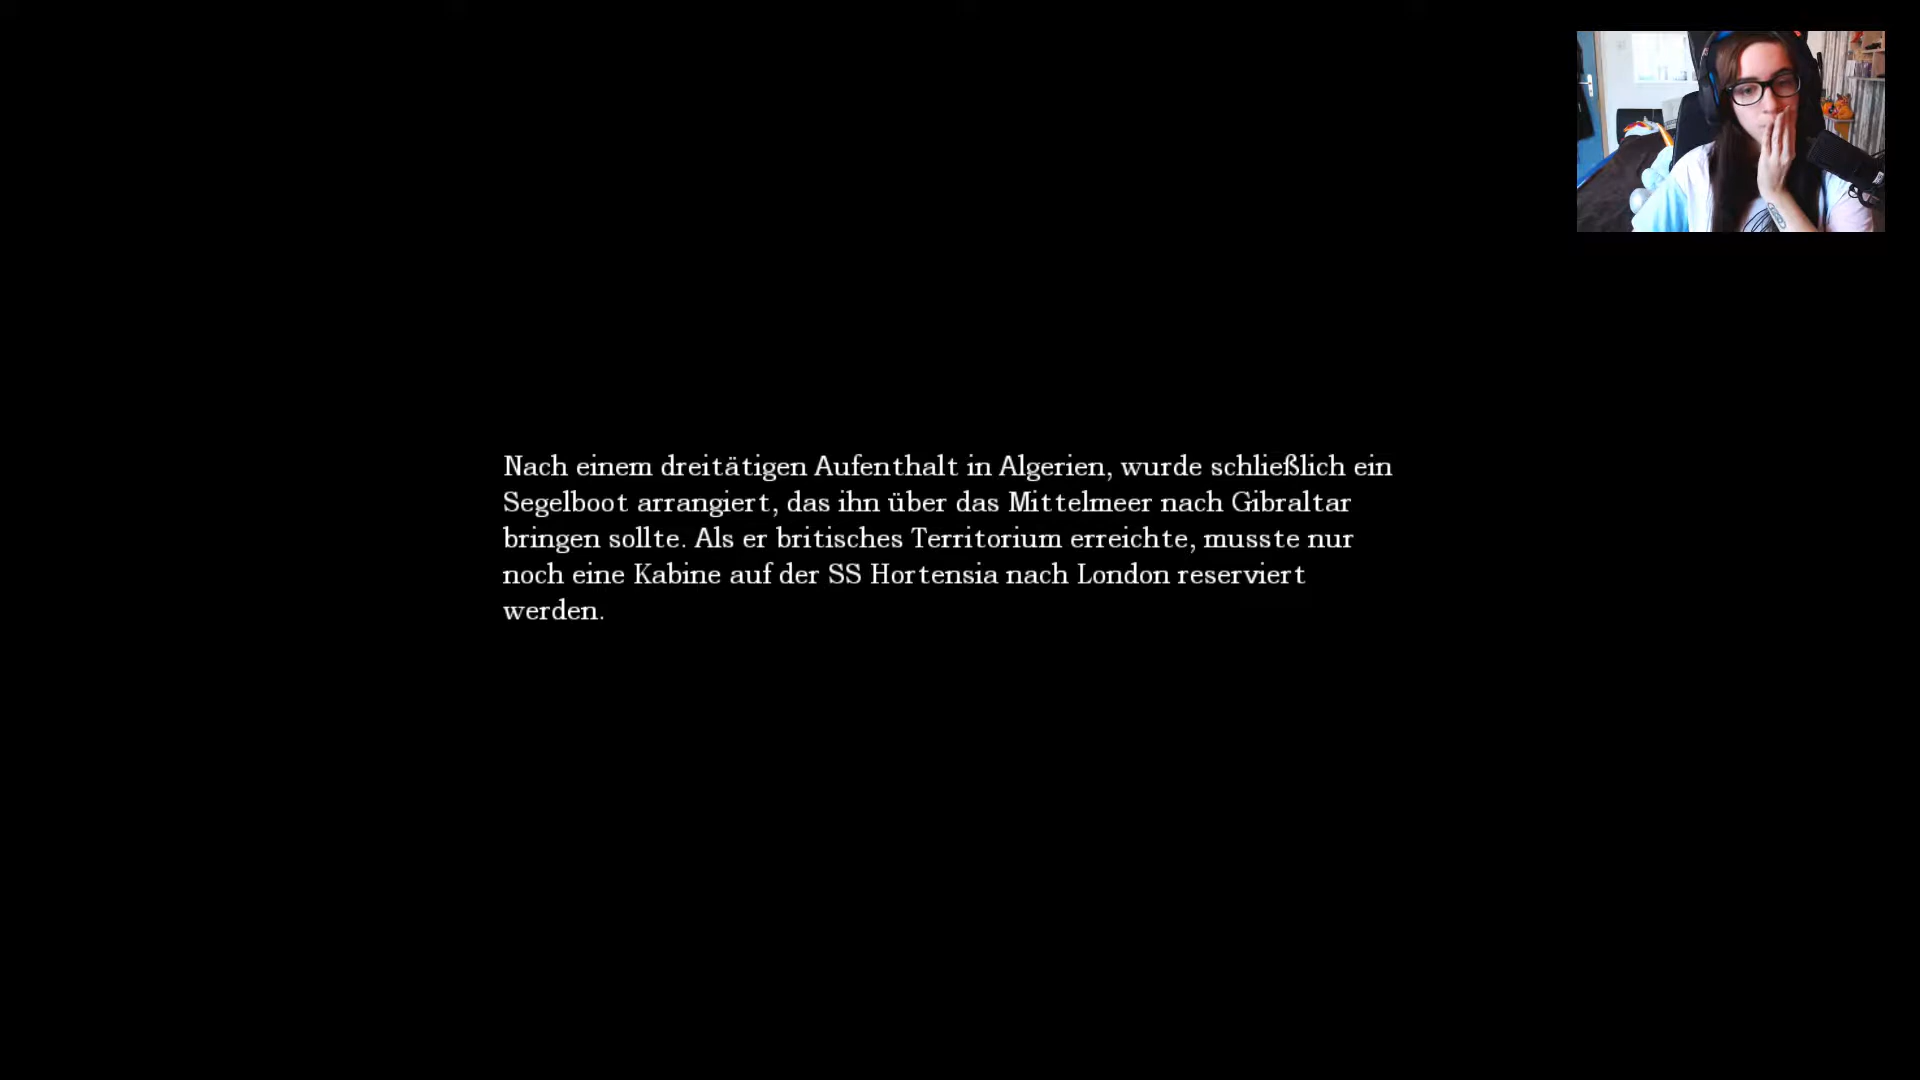 Nach einem dreitätigen Aufenthalt in Algerien, wurde schließlich ein
Segelboot arrangiert, das ihn über das Mittelmeer nach Gibraltar
bringen sollte. Als er britisches Territorium erreichte, musste nur
noch eine Kabine auf der SS Hortensia nach London reserviert
werden.